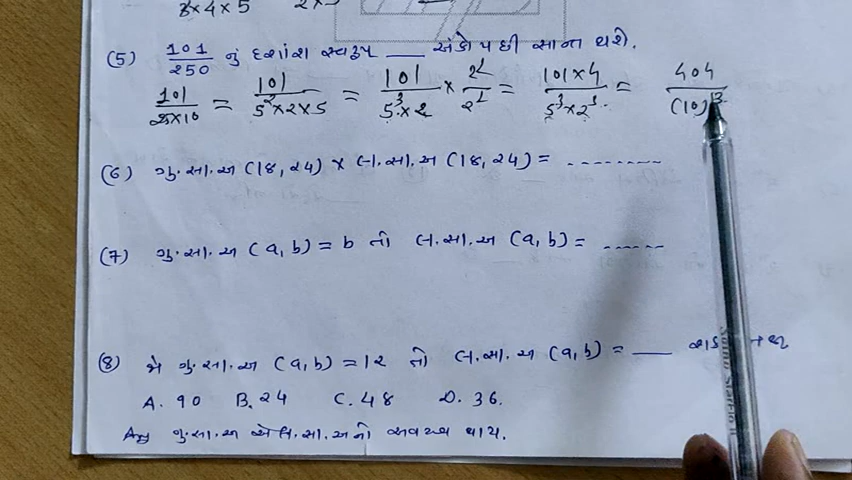 8×4×5 2×5
(5) 101/250 નું દશાંશ સ્વરૂપ ___ અંકો પછી સાન્ત થશે.
101/25×10 = 101/5²×2×5 = 101/5³×2 × 2²/2² = 101×4/5³×2³ = 404/(10)³
(6) ગુ.સા.અ (18, 24) × લ.સા.અ (18, 24) = --------
(7) ગુ.સા.અ (a, b) = b તો લ.સા.અ (a, b) = ------
(8) જો ગુ.સા.અ (a, b) = 12 તો લ.સા.અ (a, b) = ___
A. 90 B. 24 C. 48 D. 36.
Ans ગુ.સા.અ એ લ.સા.અ નો અવયવ થાય.